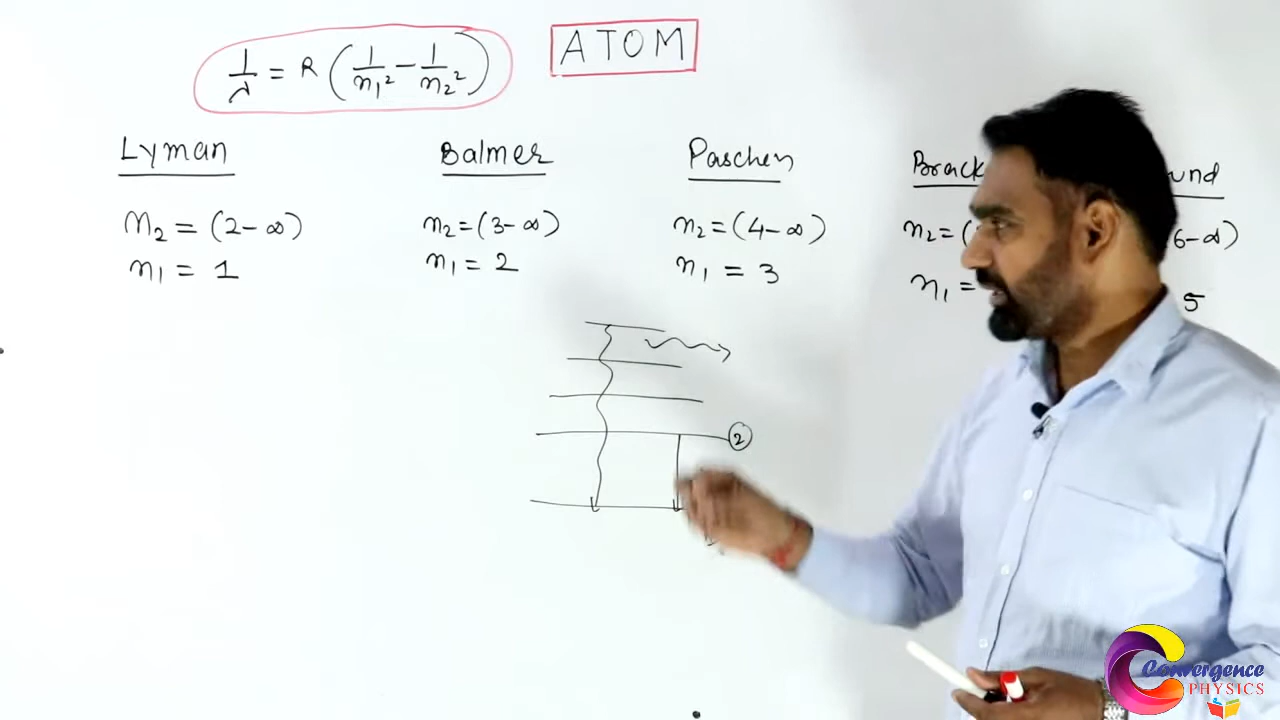 1/λ = R (1/n₁² − 1/n₂²)
ATOM
Lyman
n₂ = (2-∞)
n₁ = 1
Balmer
n₂ = (3-∞)
n₁ = 2
Paschen
n₂ = (4-∞)
n₁ = 3
Brack
n₂ = (
n₁ =
und
6-∞)
5
2
Convergence
PHYSICS